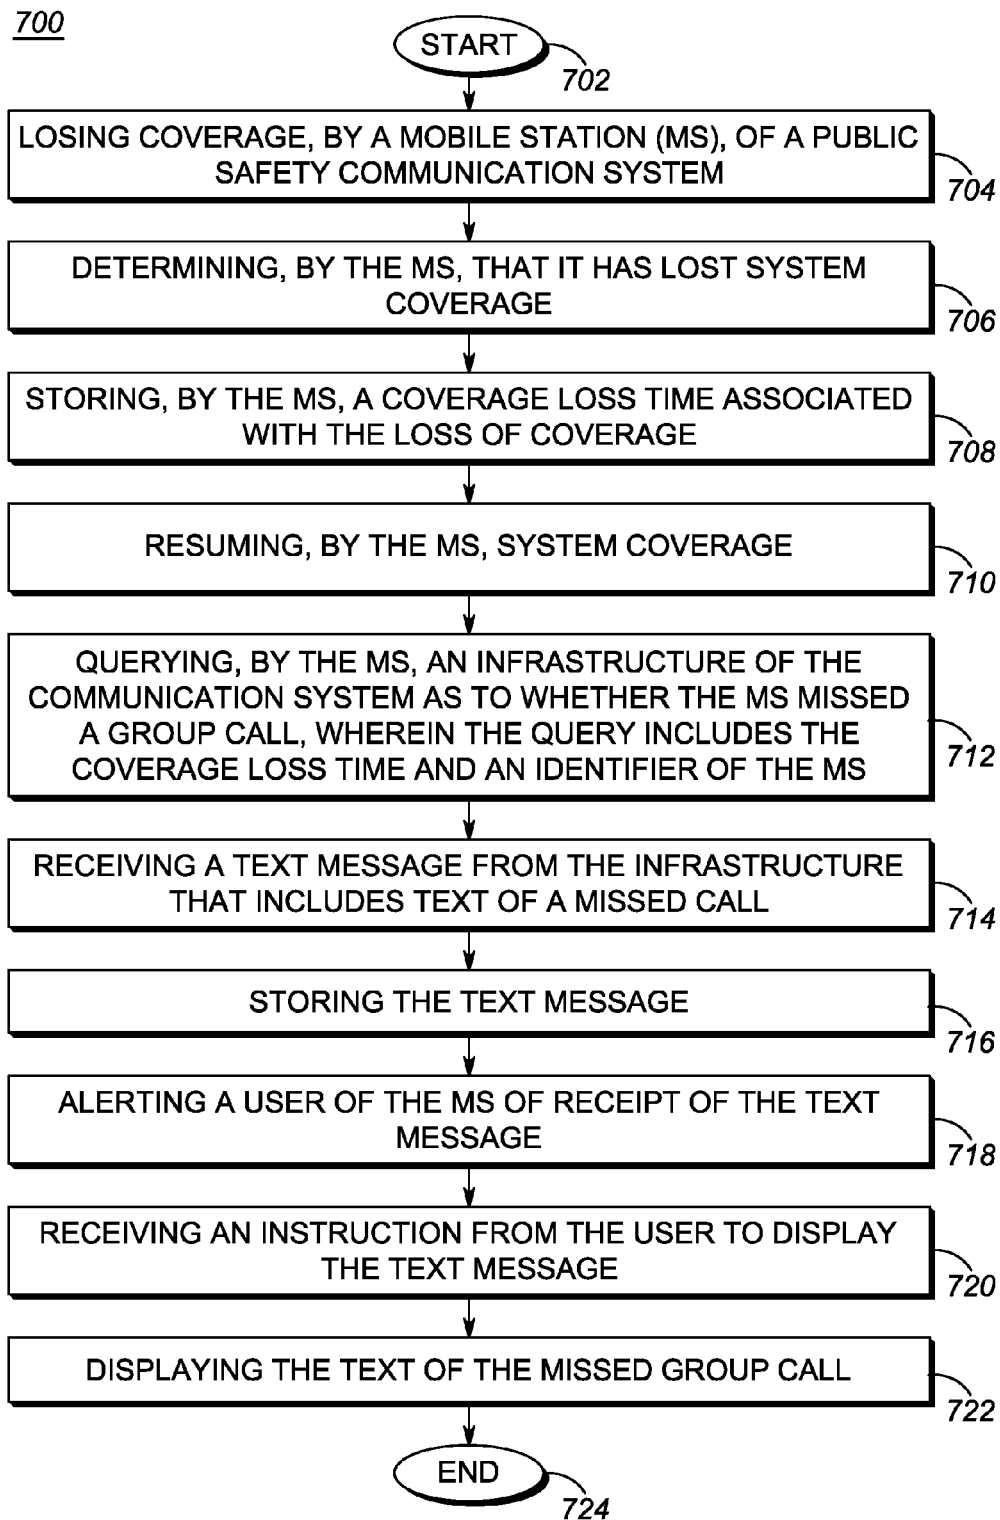 700
START
702
LOSING COVERAGE, BY A MOBILE STATION (MS), OF A PUBLIC
SAFETY COMMUNICATION SYSTEM
704
DETERMINING, BY THE MS, THAT IT HAS LOST SYSTEM
COVERAGE
706
STORING, BY THE MS, A COVERAGE LOSS TIME ASSOCIATED
WITH THE LOSS OF COVERAGE
708
RESUMING, BY THE MS, SYSTEM COVERAGE
710
QUERYING, BY THE MS, AN INFRASTRUCTURE OF THE
COMMUNICATION SYSTEM AS TO WHETHER THE MS MISSED
A GROUP CALL, WHEREIN THE QUERY INCLUDES THE
COVERAGE LOSS TIME AND AN IDENTIFIER OF THE MS
712
RECEIVING A TEXT MESSAGE FROM THE INFRASTRUCTURE
THAT INCLUDES TEXT OF A MISSED CALL
714
STORING THE TEXT MESSAGE
716
ALERTING A USER OF THE MS OF RECEIPT OF THE TEXT
MESSAGE
718
RECEIVING AN INSTRUCTION FROM THE USER TO DISPLAY
THE TEXT MESSAGE
720
DISPLAYING THE TEXT OF THE MISSED GROUP CALL
722
END
724